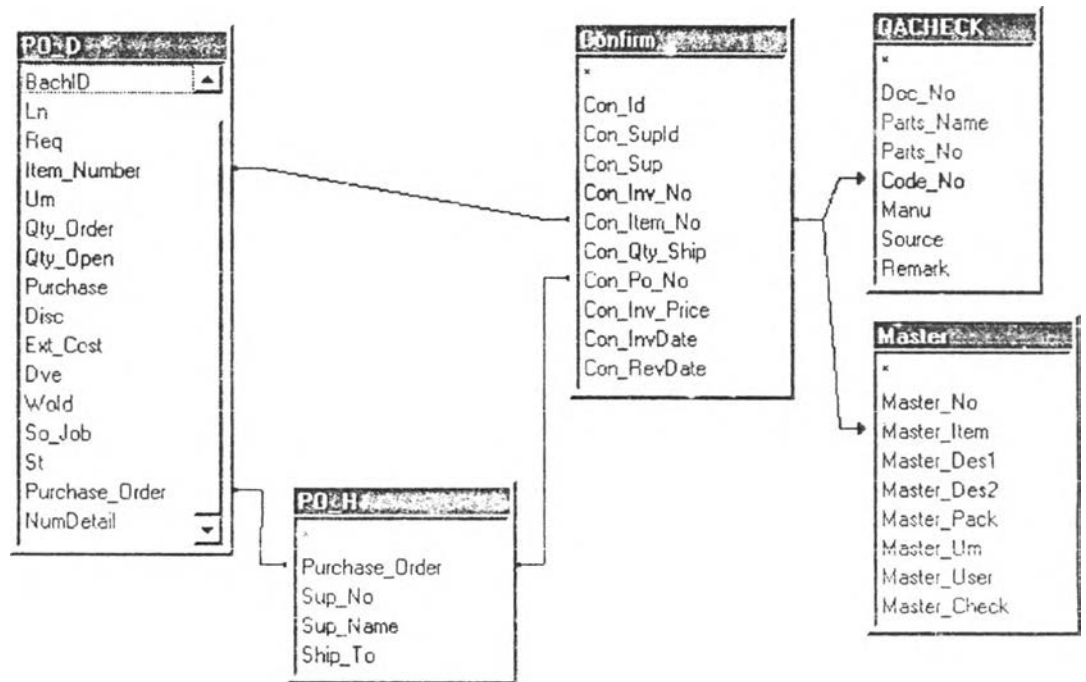 PO_D
BachID
Ln
Req
Item_Number
Um
Qty_Order
Qty_Open
Purchase
Disc
Ext_Cost
Dve
WoId
So_Job
St
Purchase_Order
NumDetail
PO_H
*
Purchase_Order
Sup_No
Sup_Name
Ship_To
Confirm
*
Con_Id
Con_SupId
Con_Sup
Con_Inv_No
Con_Item_No
Con_Qty_Ship
Con_Po_No
Con_Inv_Price
Con_InvDate
Con_RevDate
QACHECK
*
Doc_No
Parts_Name
Parts_No
Code_No
Manu
Source
Remark
Master
*
Master_No
Master_Item
Master_Des1
Master_Des2
Master_Pack
Master_Um
Master_User
Master_Check